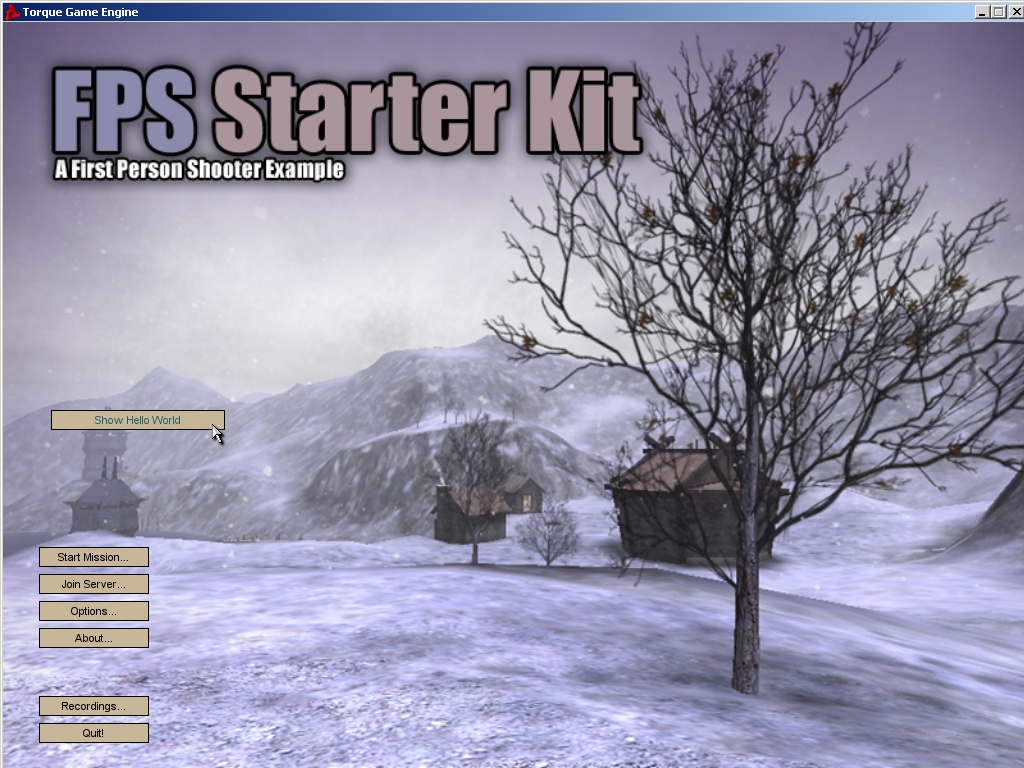 Torque Game Engine
FPS Starter Kit
A First Person Shooter Example
Show Hello World
Start Mission...
Join Server...
Options...
About...
Recordings...
Quit!